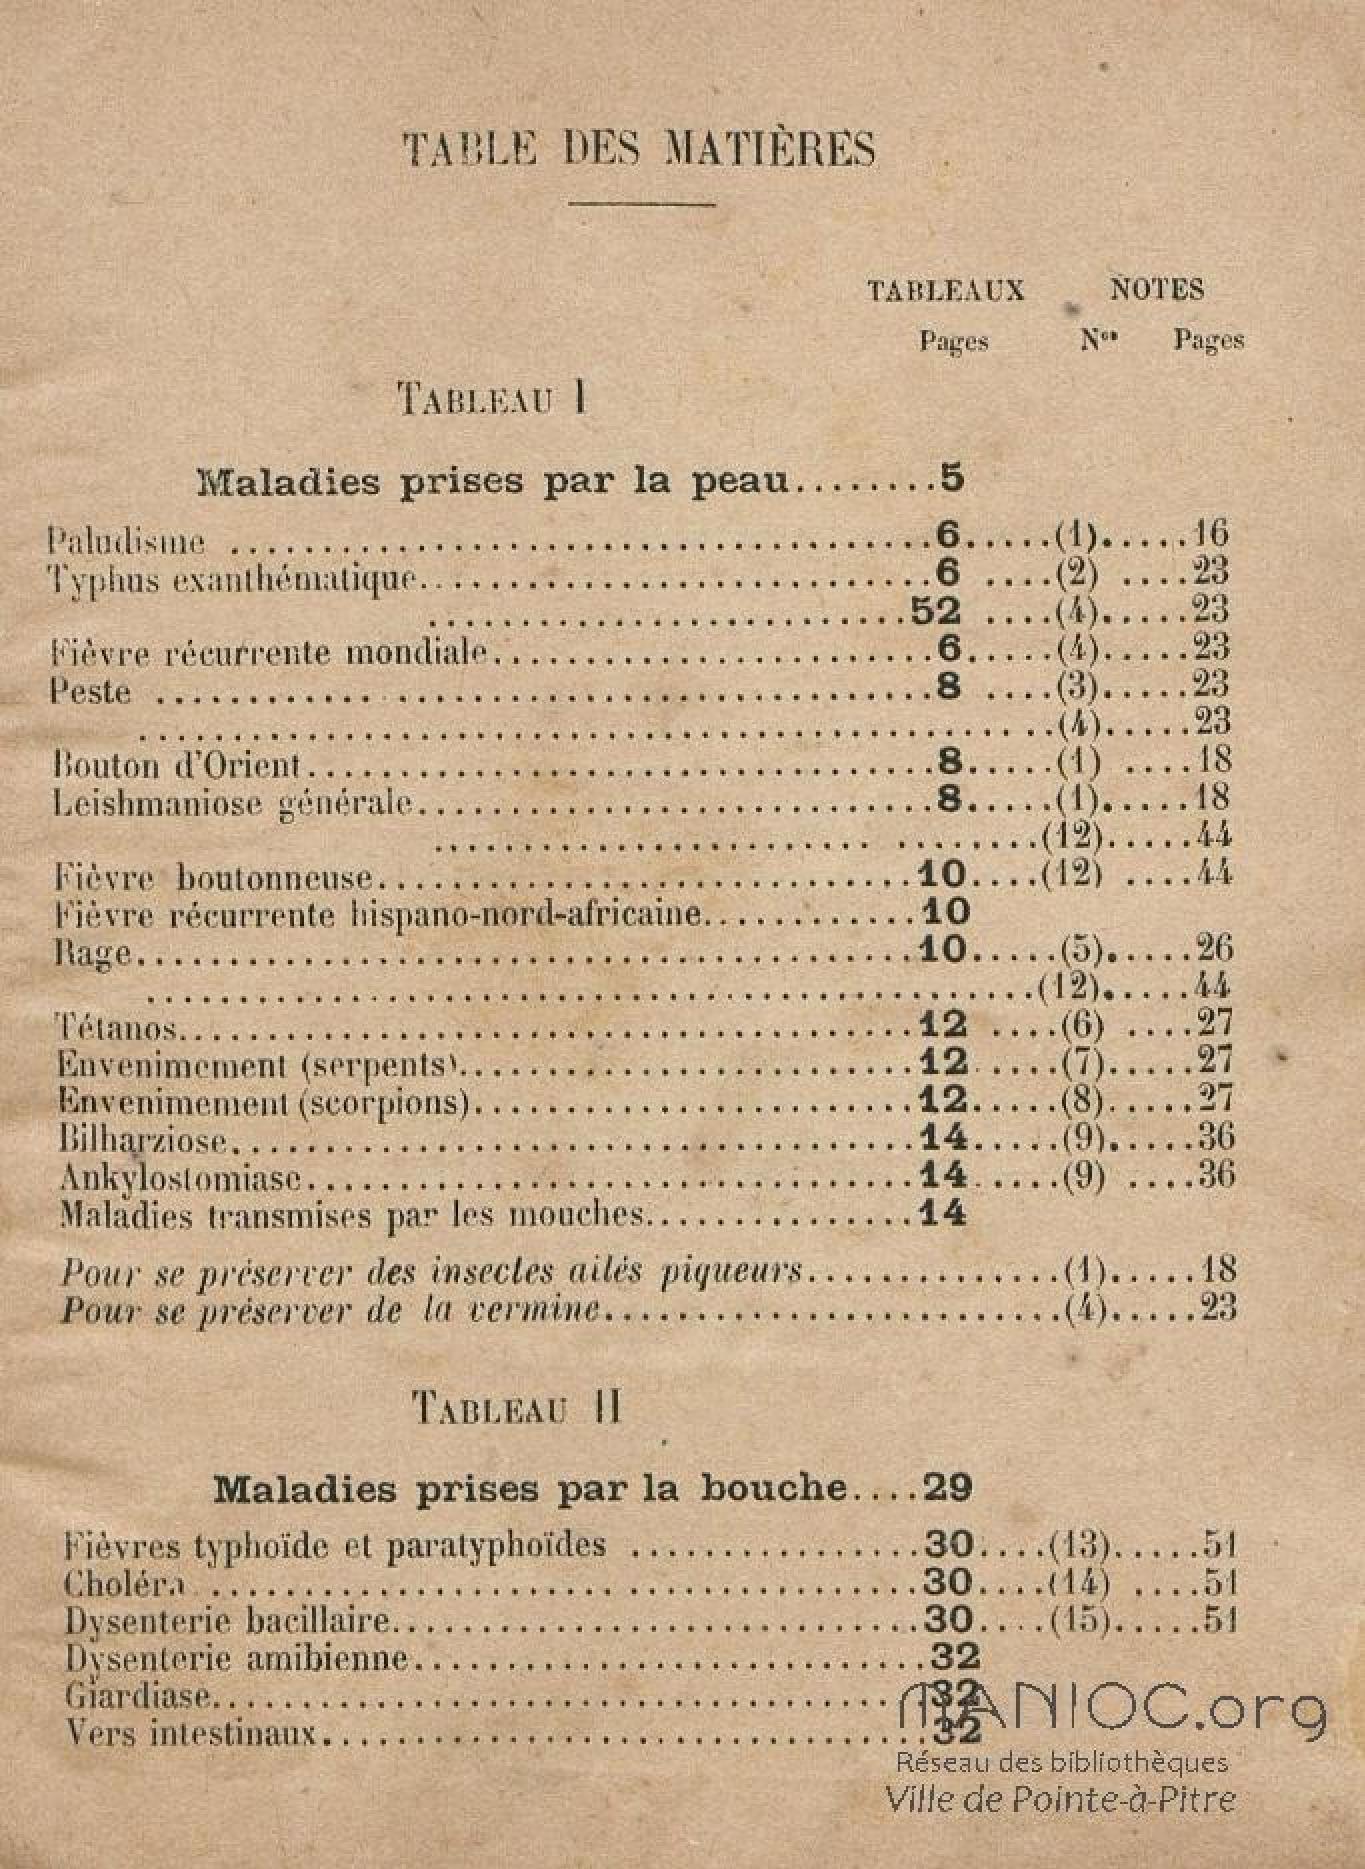 TABLE DES MATIÈRES
TABLEAUX NOTES
Pages Nos Pages
TABLEAU I
Maladies prises par la peau........5
Paludisme ........................................6.....(1).....16
Typhus exanthématique..............................6 ....(2) ....23
..........................52 ....(4).....23
Fièvre récurrente mondiale.........................6.....(4).....23
Peste ..........................................8 ....(3).....23
..................................................(4).....23
Bouton d'Orient...................................8.....(1) ....18
Leishmaniose générale..............................8.....(1).....18
........................ ........(12).....44
Fièvre boutonneuse..............................10....(12) ....44
Fièvre récurrente hispano-nord-africaine............10
Rage...........................................10.....(5).....26
................................................(12).....44
Tétanos........................................12 ....(6) ....27
Envenimement (serpents).........................12.....(7).....27
Envenimement (scorpions)........................12.....(8).....27
Bilharziose.....................................14.....(9).....36
Ankylostomiase..................................14.....(9) ....36
Maladies transmises par les mouches...............14
Pour se préserver des insectes ailés piqueurs..............(1).....18
Pour se préserver de la vermine.........................(4).....23
TABLEAU II
Maladies prises par la bouche....29
Fièvres typhoïde et paratyphoïdes ................30....(13).....51
Choléra ........................................30....(14) ....51
Dysenterie bacillaire.............................30....(15).....51
Dysenterie amibienne............................32
Giardiase......................................32
Vers intestinaux.................................32
MANIOC.org
Réseau des bibliothèques
Ville de Pointe-à-Pitre